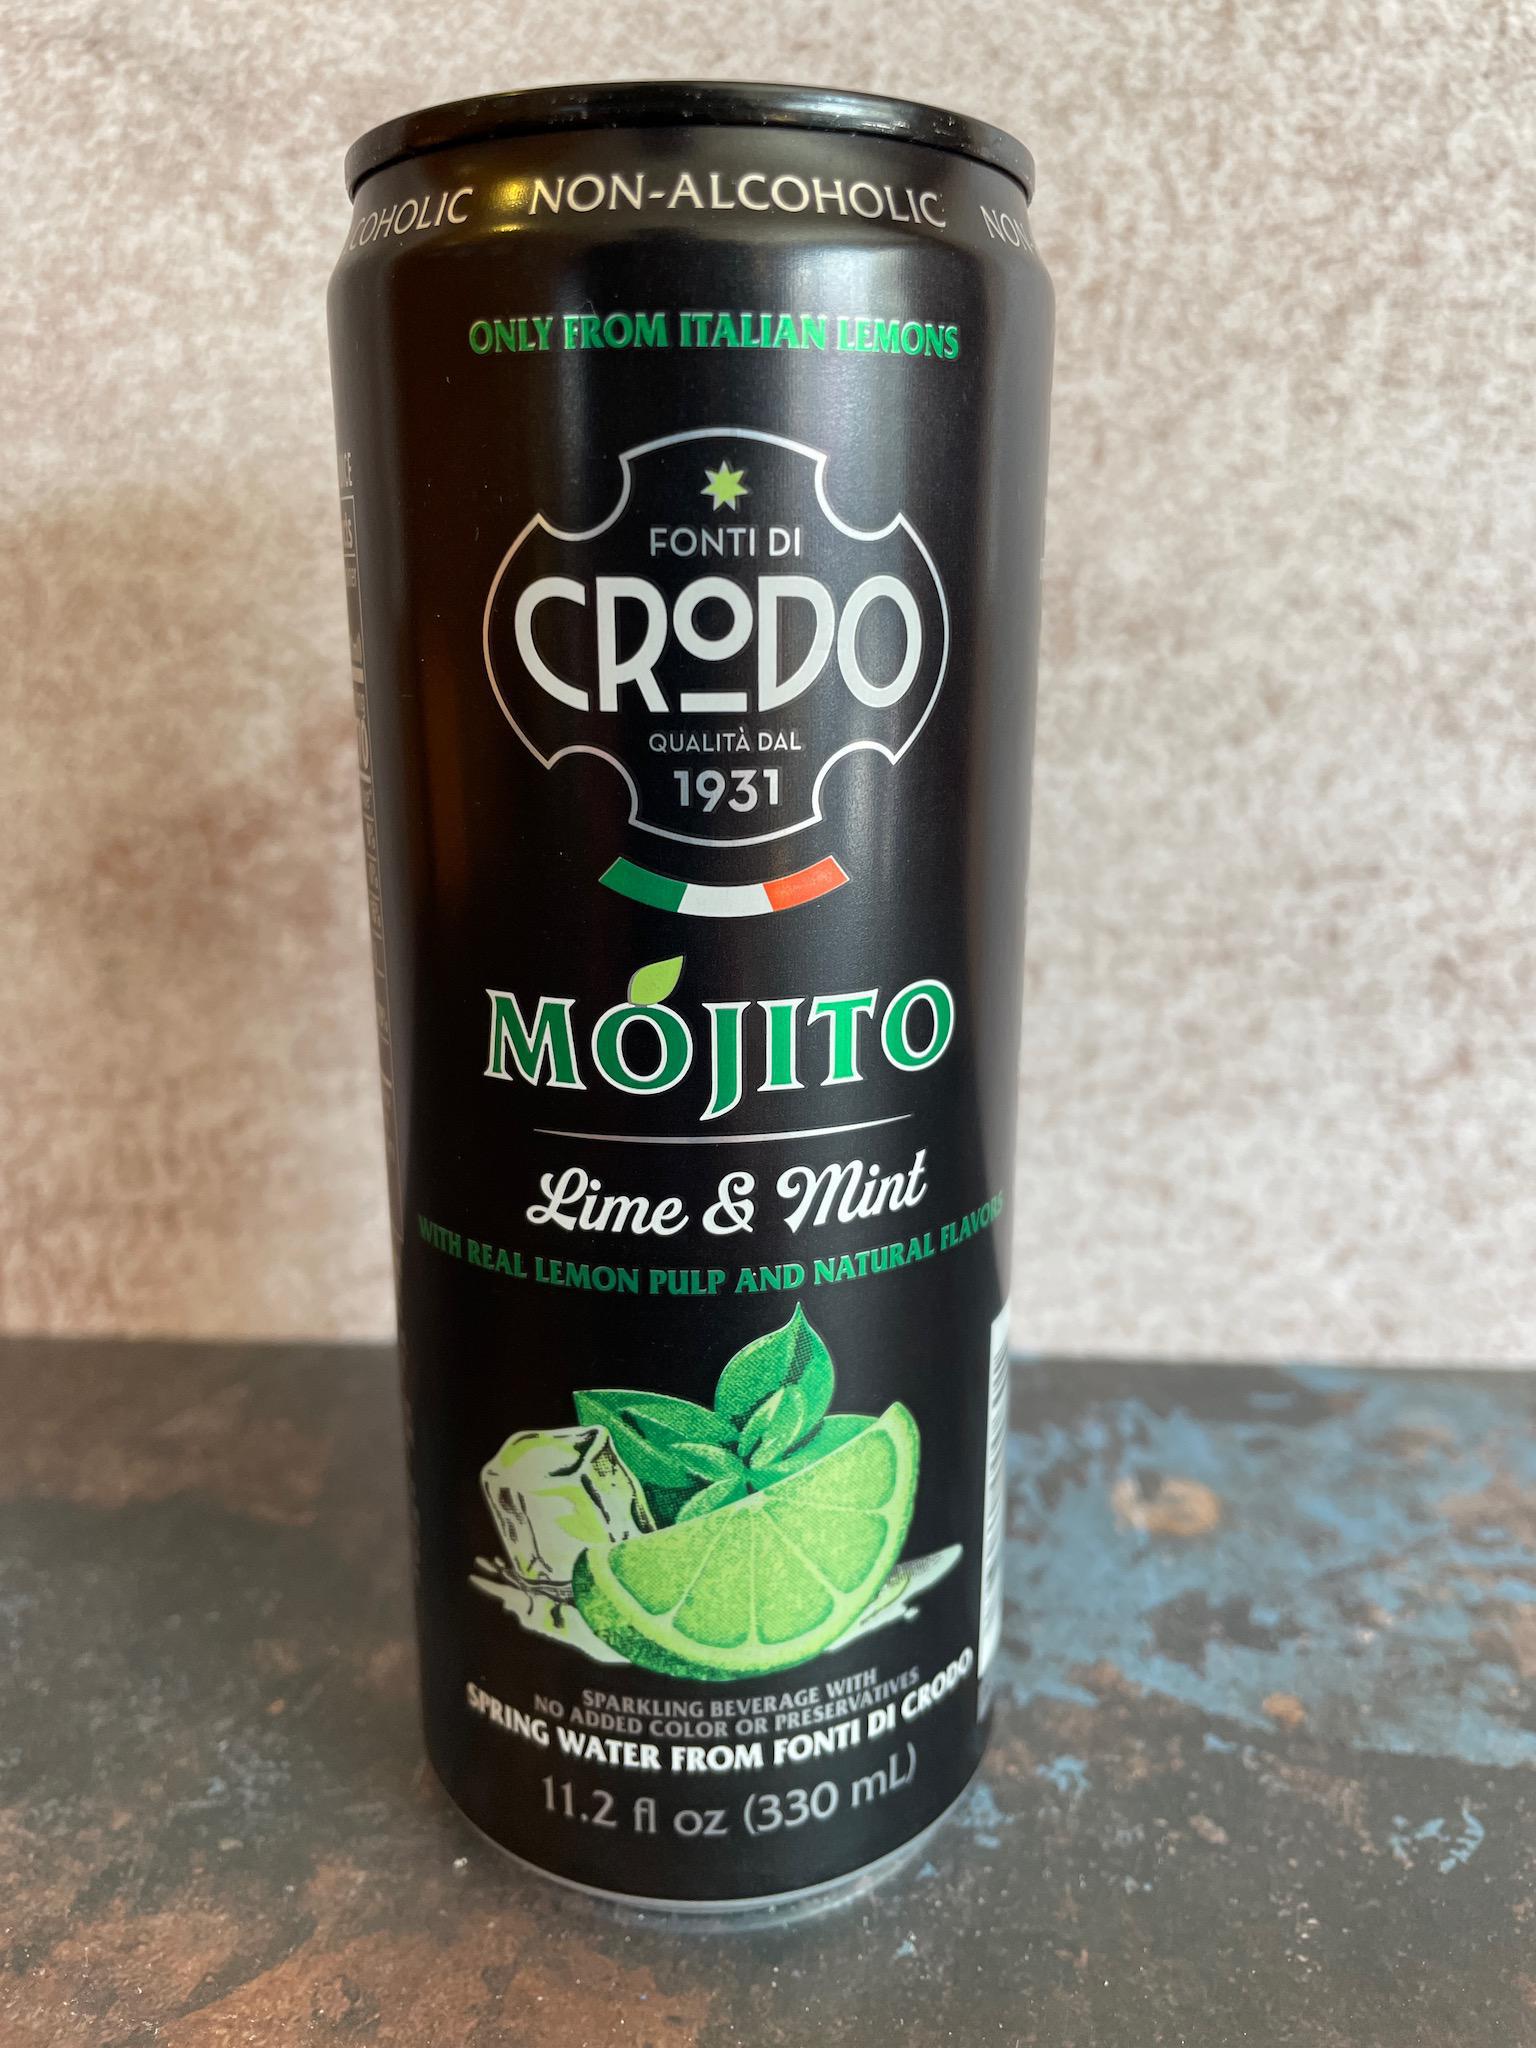 COHOLIC NON-ALCOHOLIC NON-
ONLY FROM ITALIAN LEMONS
FONTI DI
CRODO
QUALITÀ DAL
1931
MOJITO
Lime & Mint
WITH REAL LEMON PULP AND NATURAL FLAVORS
SPARKLING BEVERAGE WITH
NO ADDED COLOR OR PRESERVATIVES
SPRING WATER FROM FONTI DI CRODO
11.2 fl oz (330 mL)